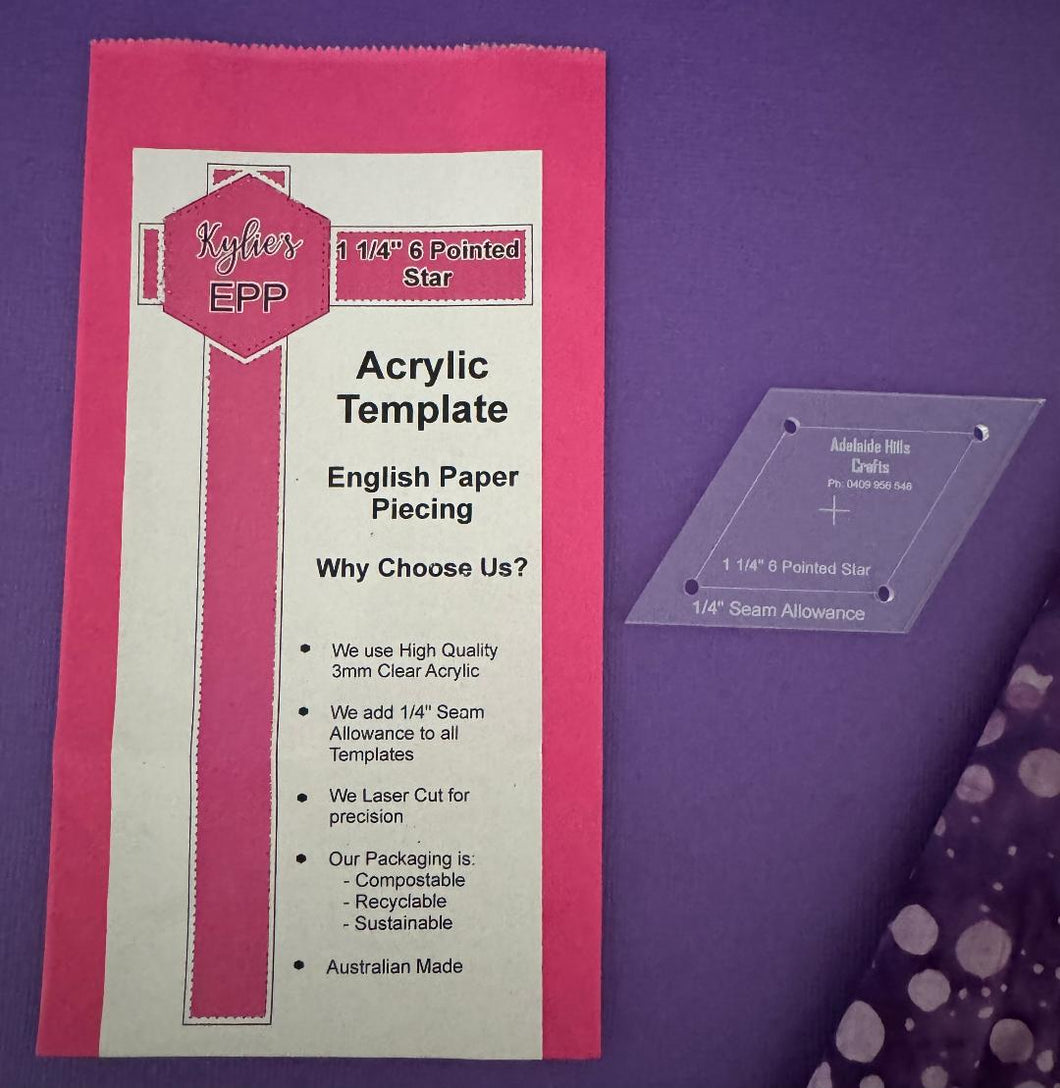 Kylie's
EPP
1 1/4" 6 Pointed
Star
Acrylic
Template
English Paper
Piecing
Why Choose Us?
• We use High Quality
3mm Clear Acrylic
• We add 1/4" Seam
Allowance to all
Templates
• We Laser Cut for
precision
• Our Packaging is:
- Compostable
- Recyclable
- Sustainable
• Australian Made
Adelaide Hills
Crafts
Ph: 0409 956 546
1 1/4" 6 Pointed Star
1/4" Seam Allowance